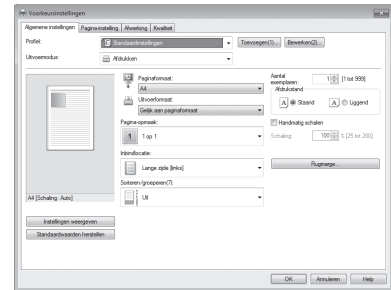 Voorkeursinstellingen
Algemene instellingen Pagina-instelling Afwerking Kwaliteit
Profiel: Standaardinstellingen Toevoegen(1)... Bewerken(2)...
Uitvoermodus: Afdrukken
Paginaformaat: Aantal exemplaren: 1 [1 tot 999]
A4
Afdrukstand
Uitvoerformaat: A Staand A Liggend
Gelijk aan paginaformaat
Pagina-opmaak: Handmatig schalen
1 1 op 1 Schaling: 100 % [25 tot 200]
Inbindlocatie:
Lange zijde [links] Rugmarge...
Sorteren/groeperen(7):
Uit
A4 [Schaling: Auto]
Instellingen weergeven
Standaardwaarden herstellen
OK Annuleren Help